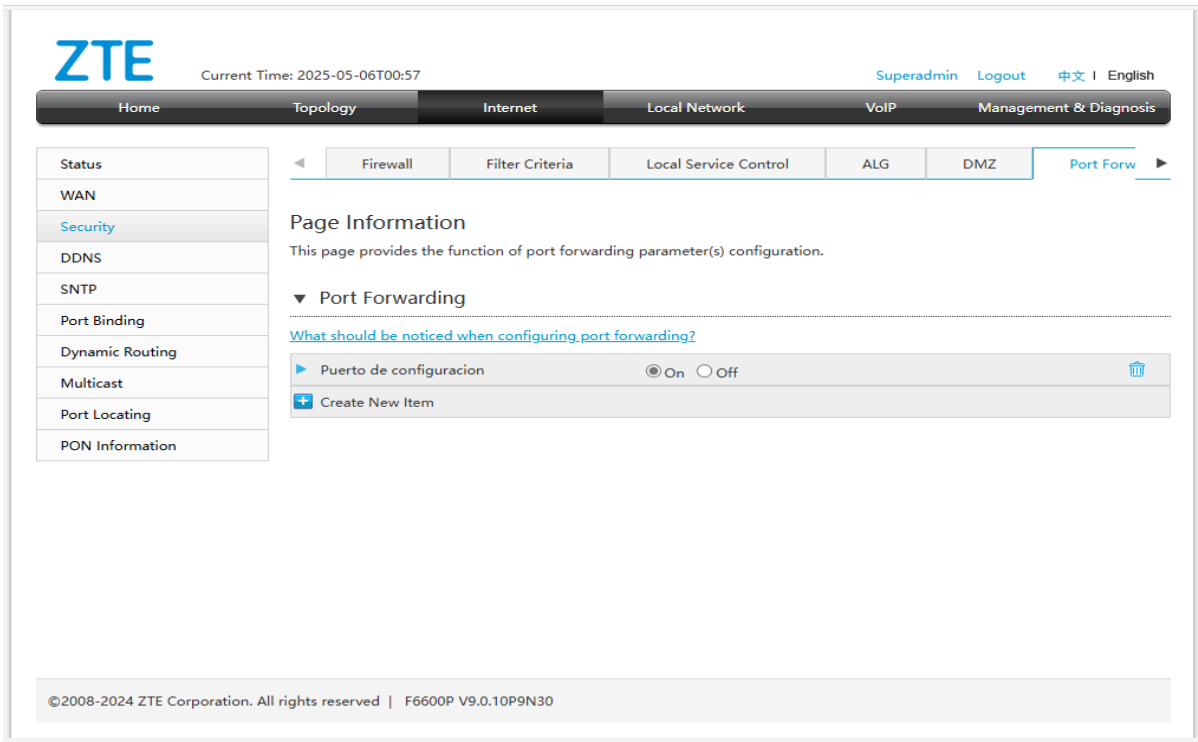 ZTE
Current Time: 2025-05-06T00:57
Superadmin Logout 中文 | English
Home Topology Internet Local Network VoIP Management & Diagnosis
Status
WAN
Security
DDNS
SNTP
Port Binding
Dynamic Routing
Multicast
Port Locating
PON Information
Firewall Filter Criteria Local Service Control ALG DMZ Port Forw
Page Information
This page provides the function of port forwarding parameter(s) configuration.
Port Forwarding
What should be noticed when configuring port forwarding?
Puerto de configuracion On Off
Create New Item
©2008-2024 ZTE Corporation. All rights reserved | F6600P V9.0.10P9N30